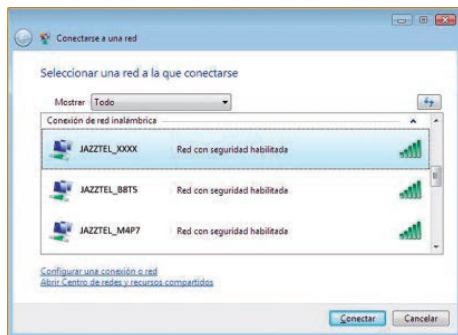 Conectarse a una red
Seleccionar una red a la que conectarse
Mostrar Todo
Conexión de red inalámbrica
JAZZTEL_XXXX Red con seguridad habilitada
JAZZTEL_B8T5 Red con seguridad habilitada
JAZZTEL_M4P7 Red con seguridad habilitada
Configurar una conexión o red
Abrir Centro de redes y recursos compartidos
Conectar Cancelar